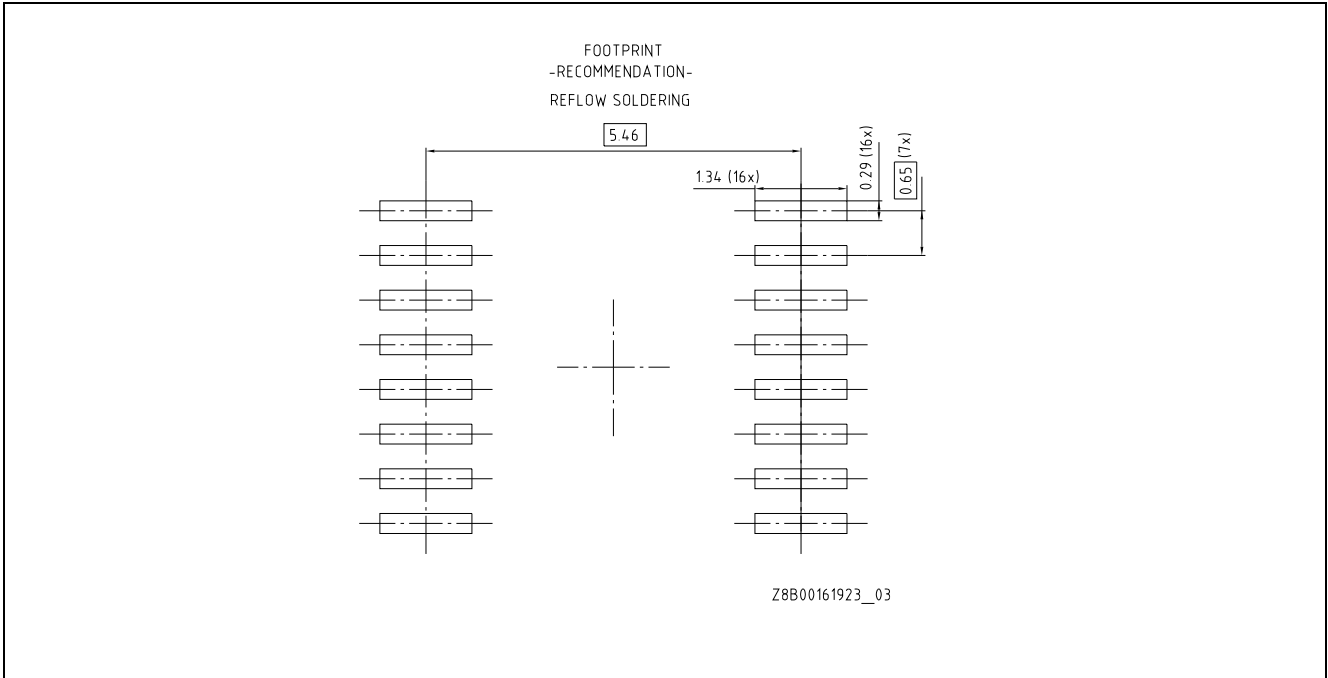 FOOTPRINT
-RECOMMENDATION-
REFLOW SOLDERING
5.46
1.34 (16x)
0.29 (16x)
0.65 (7x)
Z8B00161923_03